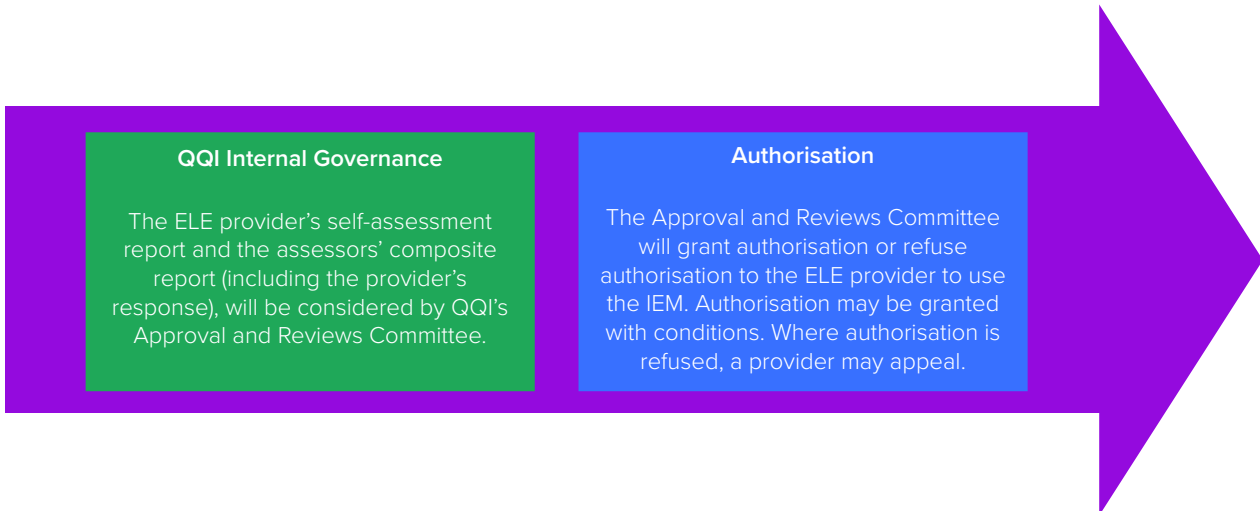 QQI Internal Governance
The ELE provider’s self-assessment
report and the assessors’ composite
report (including the provider’s
response), will be considered by QQI’s
Approval and Reviews Committee.
Authorisation
The Approval and Reviews Committee
will grant authorisation or refuse
authorisation to the ELE provider to use
the IEM. Authorisation may be granted
with conditions. Where authorisation is
refused, a provider may appeal.